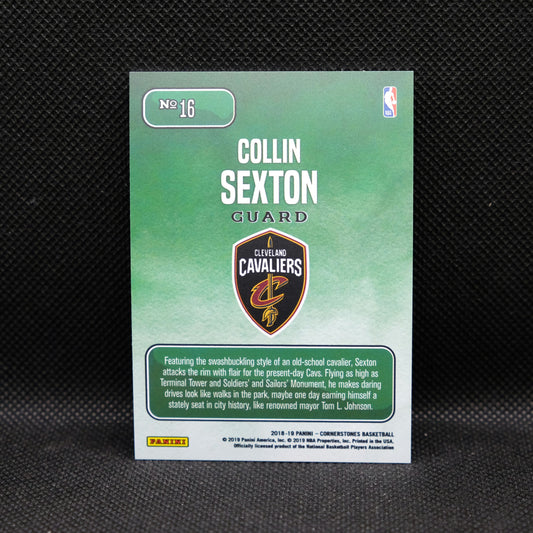 No 16
NBA
COLLIN
SEXTON
GUARD
CLEVELAND
CAVALIERS
C
Featuring the swashbuckling style of an old-school cavalier, Sexton
attacks the rim with flair for the present-day Cavs. Flying as high as
Terminal Tower and Soldiers' and Sailors' Monument, he makes daring
drives look like walks in the park, maybe one day earning himself a
stately seat in city history, like renowned mayor Tom L. Johnson.
2018-19 PANINI – CORNERSTONES BASKETBALL
PANINI
© 2019 Panini America, Inc. © 2019 NBA Properties, Inc. Printed in the USA.
Officially licensed product of the National Basketball Players Association